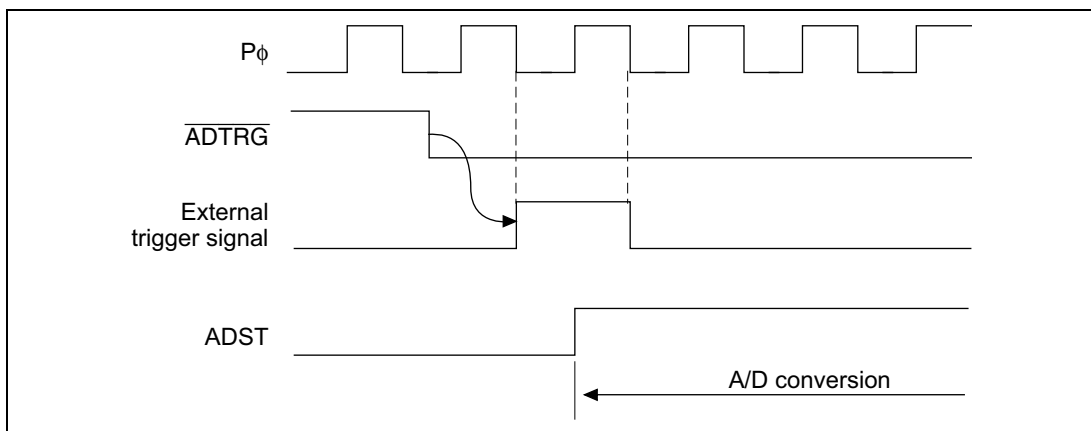 Pϕ
ADTRG
External
trigger signal
ADST
A/D conversion